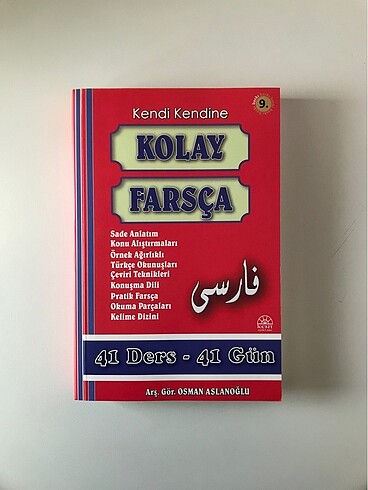 Kendi Kendine
9.
KOLAY
FARSÇA
Sade Anlatım
Konu Alıştırmaları
Örnek Ağırlıklı
Türkçe Okunuşları
Çeviri Teknikleri
Konuşma Dili
Pratik Farsça
Okuma Parçaları
Kelime Dizini
فارسی
41 Ders - 41 Gün
Arş. Gör. OSMAN ASLANOĞLU